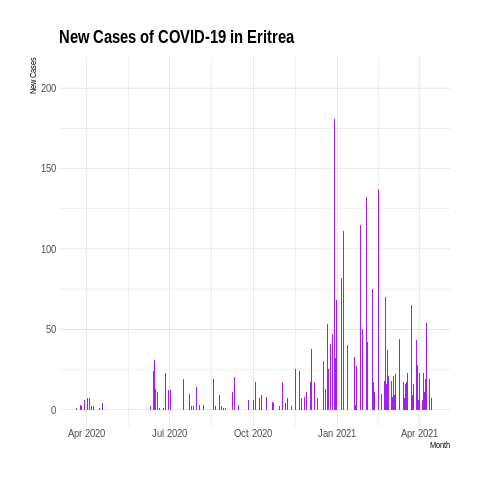 New Cases of COVID-19 in Eritrea
New Cases
200
150
100
50
0
Apr 2020 Jul 2020 Oct 2020 Jan 2021 Apr 2021
Month